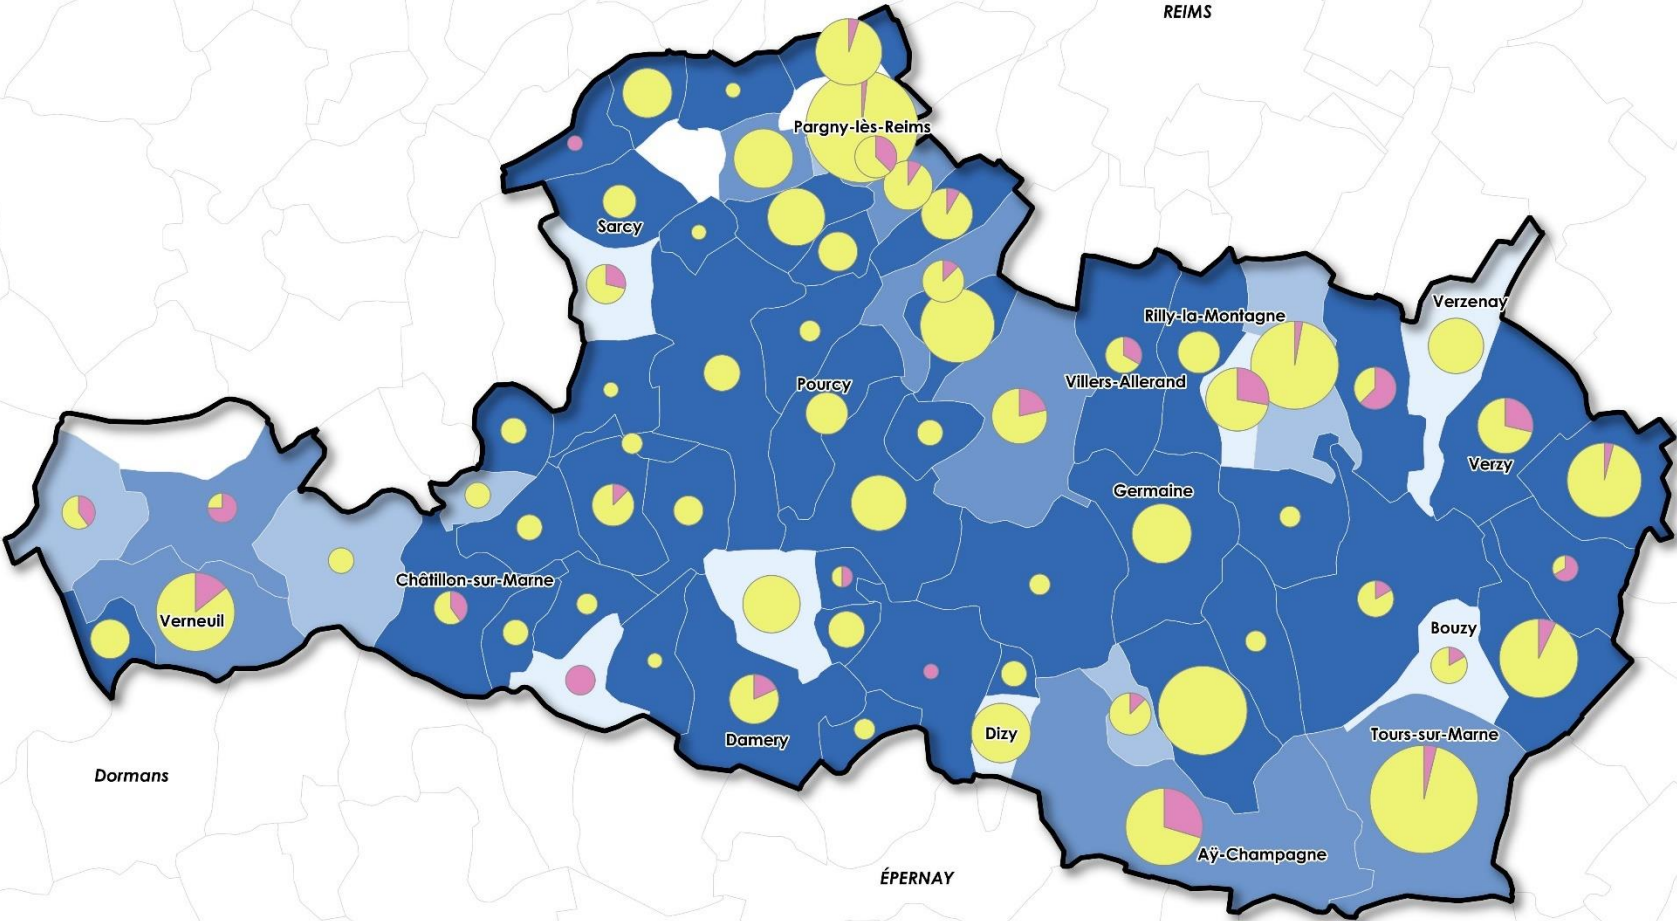 REIMS
Pargny-lès-Reims
Sarcy
Verzenay
Rilly-la-Montagne
Villers-Allerand
Pourcy
Verzy
Germaine
Châtillon-sur-Marne
Verneuil
Bouzy
Dizy
Tours-sur-Marne
Damery
Dormans
Aÿ-Champagne
ÉPERNAY